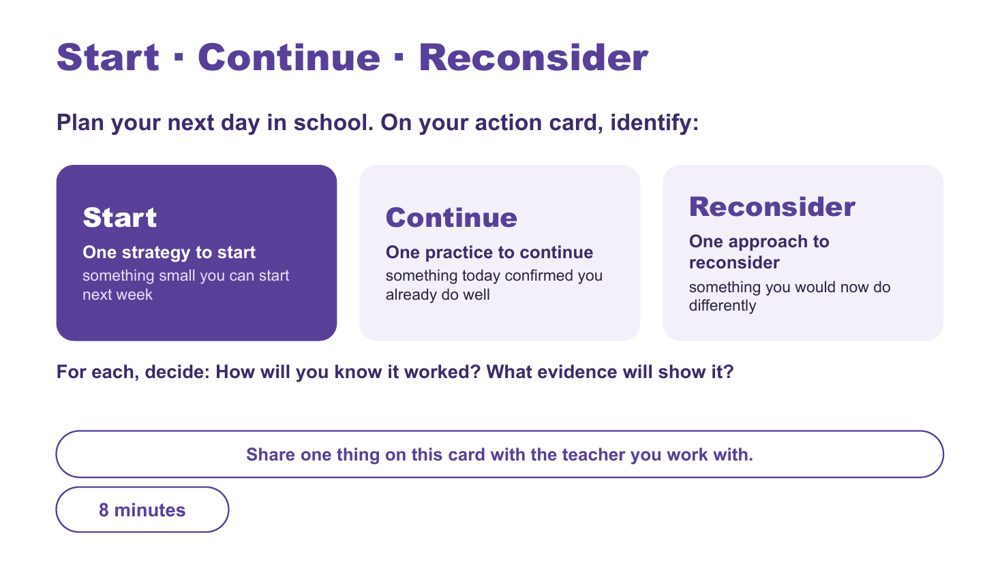 Start · Continue · Reconsider
Plan your next day in school. On your action card, identify:
Start
One strategy to start
something small you can start
next week
Continue
One practice to continue
something today confirmed you
already do well
Reconsider
One approach to
reconsider
something you would now do
differently
For each, decide: How will you know it worked? What evidence will show it?
Share one thing on this card with the teacher you work with.
8 minutes